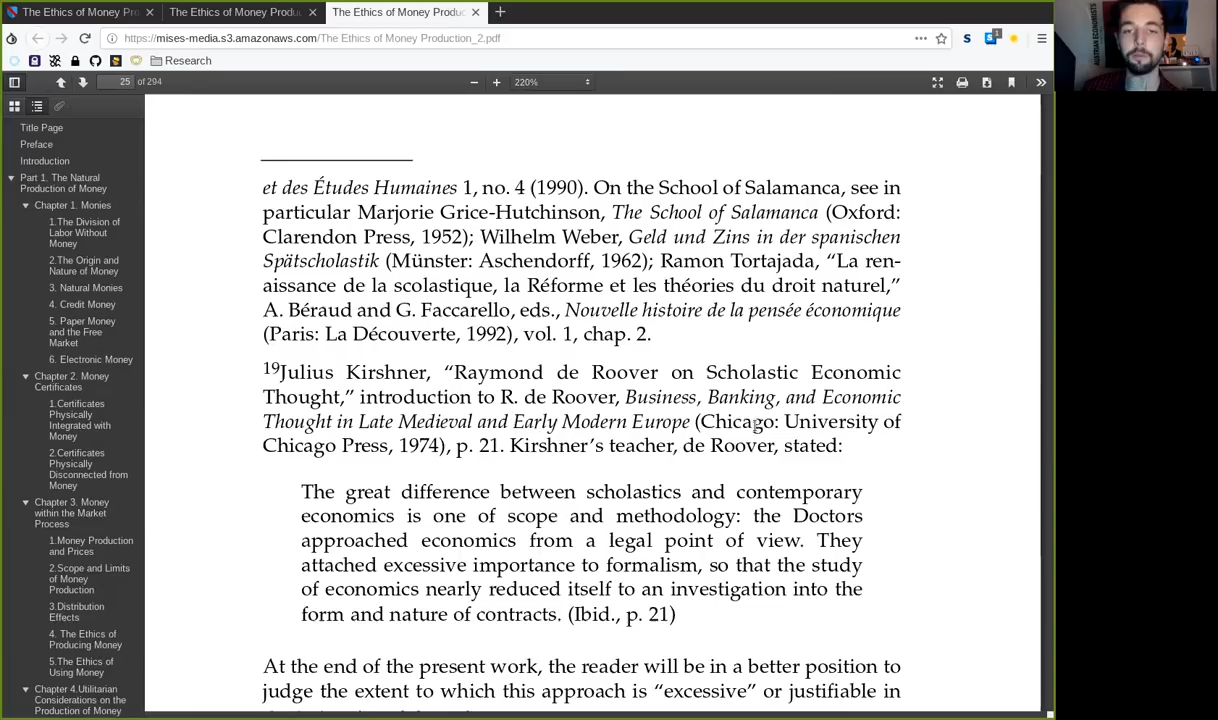 The Ethics of Money Pro
The Ethics of Money Produ
The Ethics of Money Produc
https://mises-media.s3.amazonaws.com/The Ethics of Money Production_2.pdf
S
1
Research
25 of 294
220%
Title Page
Preface
Introduction
Part 1. The Natural
Production of Money
Chapter 1. Monies
1.The Division of
Labor Without
Money
2.The Origin and
Nature of Money
3. Natural Monies
4. Credit Money
5. Paper Money
and the Free
Market
6. Electronic Money
Chapter 2. Money
Certificates
1.Certificates
Physically
Integrated with
Money
2.Certificates
Physically
Disconnected from
Money
Chapter 3. Money
within the Market
Process
1.Money Production
and Prices
2.Scope and Limits
of Money
Production
3.Distribution
Effects
4. The Ethics of
Producing Money
5.The Ethics of
Using Money
Chapter 4.Utilitarian
Considerations on the
Production of Money
et des Études Humaines 1, no. 4 (1990). On the School of Salamanca, see in
particular Marjorie Grice-Hutchinson, The School of Salamanca (Oxford:
Clarendon Press, 1952); Wilhelm Weber, Geld und Zins in der spanischen
Spätscholastik (Münster: Aschendorff, 1962); Ramon Tortajada, “La ren-
aissance de la scolastique, la Réforme et les théories du droit naturel,”
A. Béraud and G. Faccarello, eds., Nouvelle histoire de la pensée économique
(Paris: La Découverte, 1992), vol. 1, chap. 2.
19Julius Kirshner, “Raymond de Roover on Scholastic Economic
Thought,” introduction to R. de Roover, Business, Banking, and Economic
Thought in Late Medieval and Early Modern Europe (Chicago: University of
Chicago Press, 1974), p. 21. Kirshner’s teacher, de Roover, stated:
The great difference between scholastics and contemporary
economics is one of scope and methodology: the Doctors
approached economics from a legal point of view. They
attached excessive importance to formalism, so that the study
of economics nearly reduced itself to an investigation into the
form and nature of contracts. (Ibid., p. 21)
At the end of the present work, the reader will be in a better position to
judge the extent to which this approach is “excessive” or justifiable in